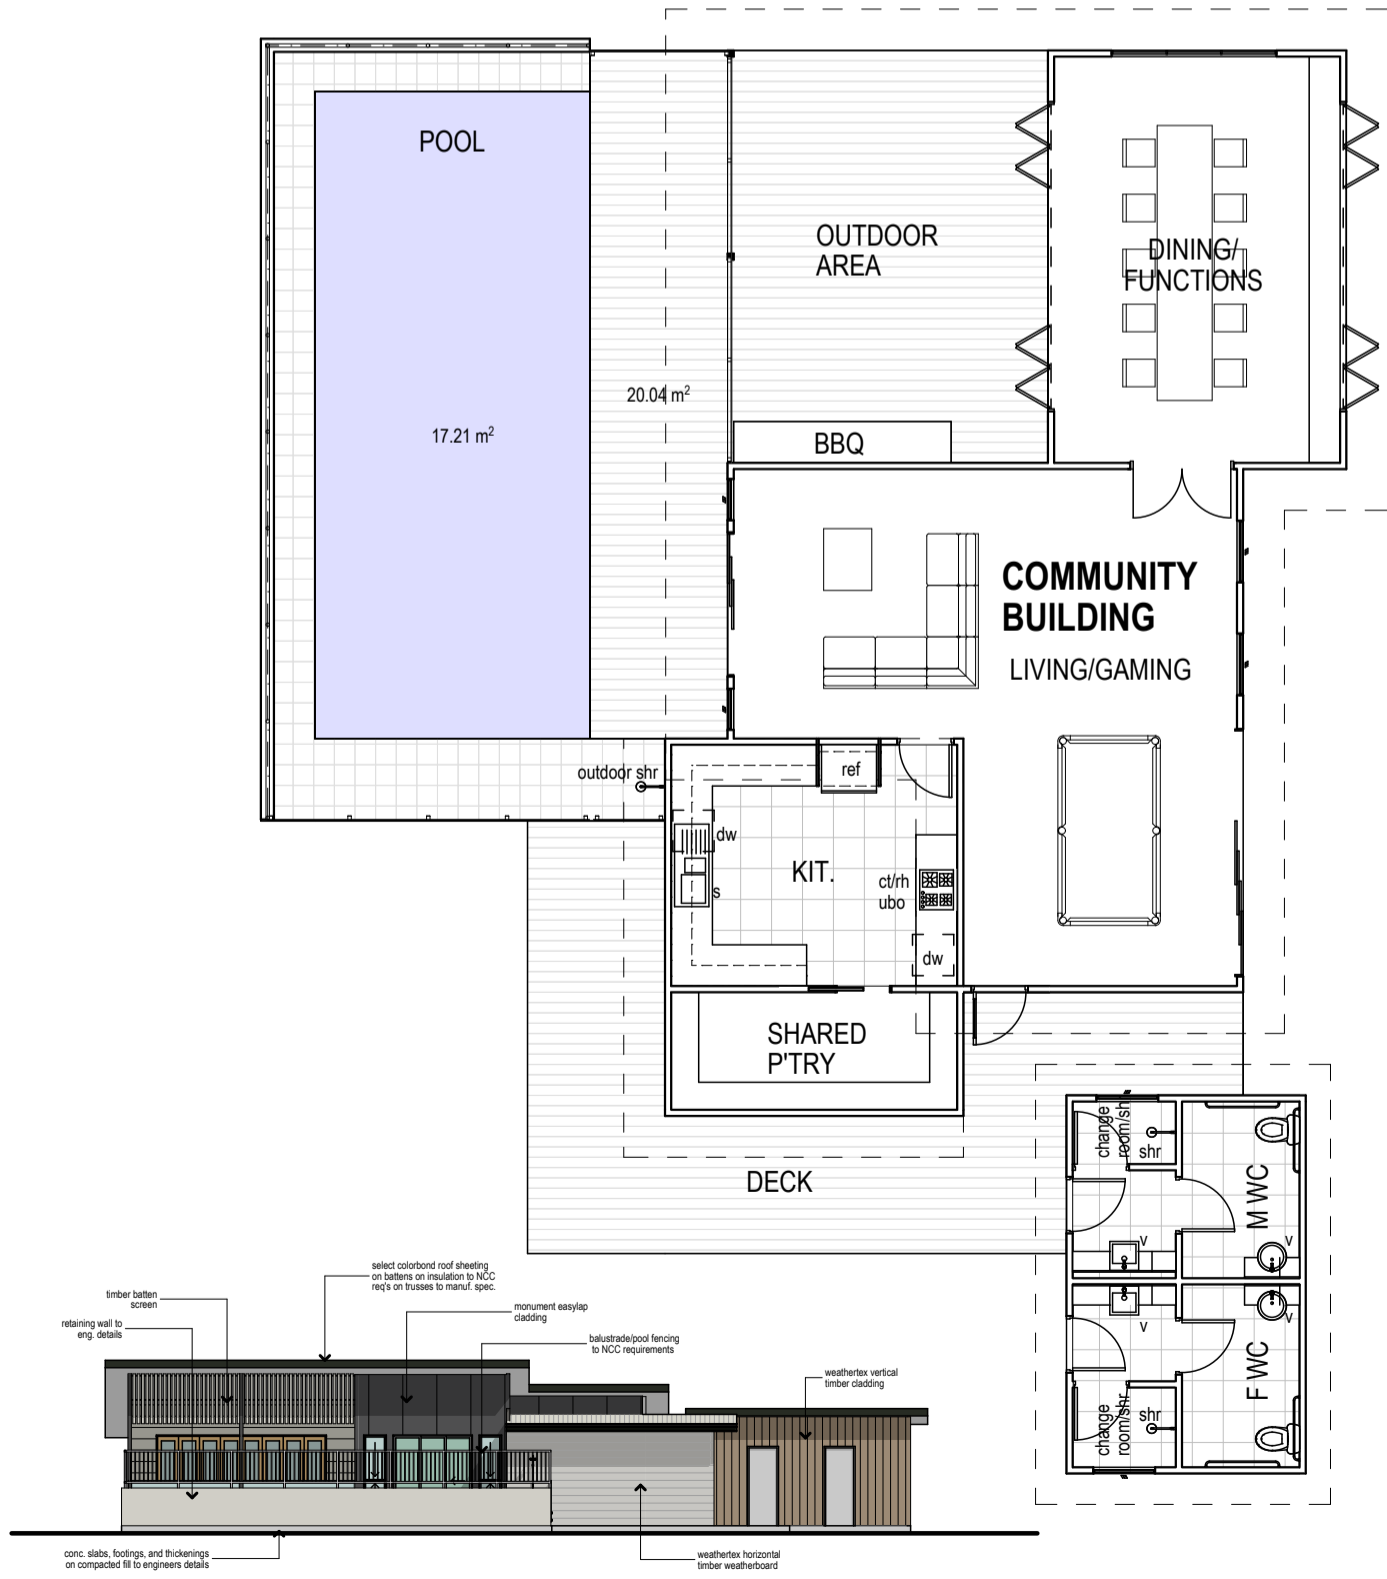 POOL
OUTDOOR
AREA
DINING/
FUNCTIONS
20.04 m²
17.21 m²
BBQ
COMMUNITY
BUILDING
LIVING/GAMING
outdoor shr
ref
dw
s
KIT.
ct/rh
ubo
dw
SHARED
P'TRY
DECK
change
room/shr
shr
M WC
v
v
v
v
F WC
change
room/shr
shr
select colorbond roof sheeting
on battens on insulation to NCC
req's on trusses to manuf. spec.
timber batten
screen
monument easylap
cladding
retaining wall to
eng. details
balustrade/pool fencing
to NCC requirements
weathertex vertical
timber cladding
conc. slabs, footings, and thickenings
on compacted fill to engineers details
weathertex horizontal
timber weatherboard